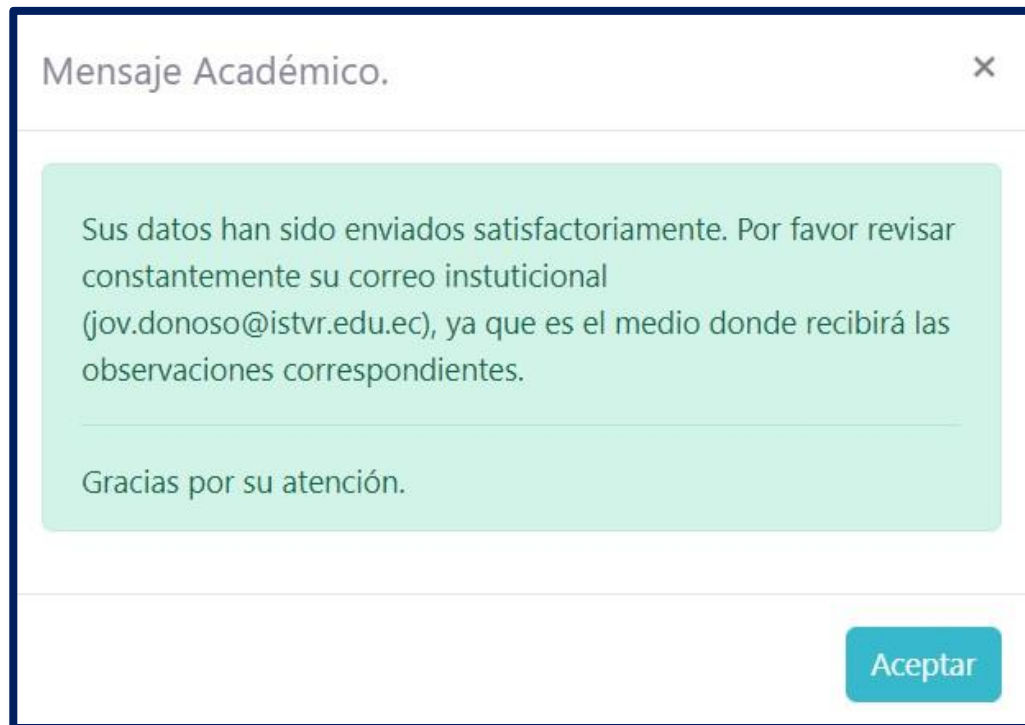 Mensaje Académico.
×
Sus datos han sido enviados satisfactoriamente. Por favor revisar
constantemente su correo instuticional
(jov.donoso@istvr.edu.ec), ya que es el medio donde recibirá las
observaciones correspondientes.
Gracias por su atención.
Aceptar